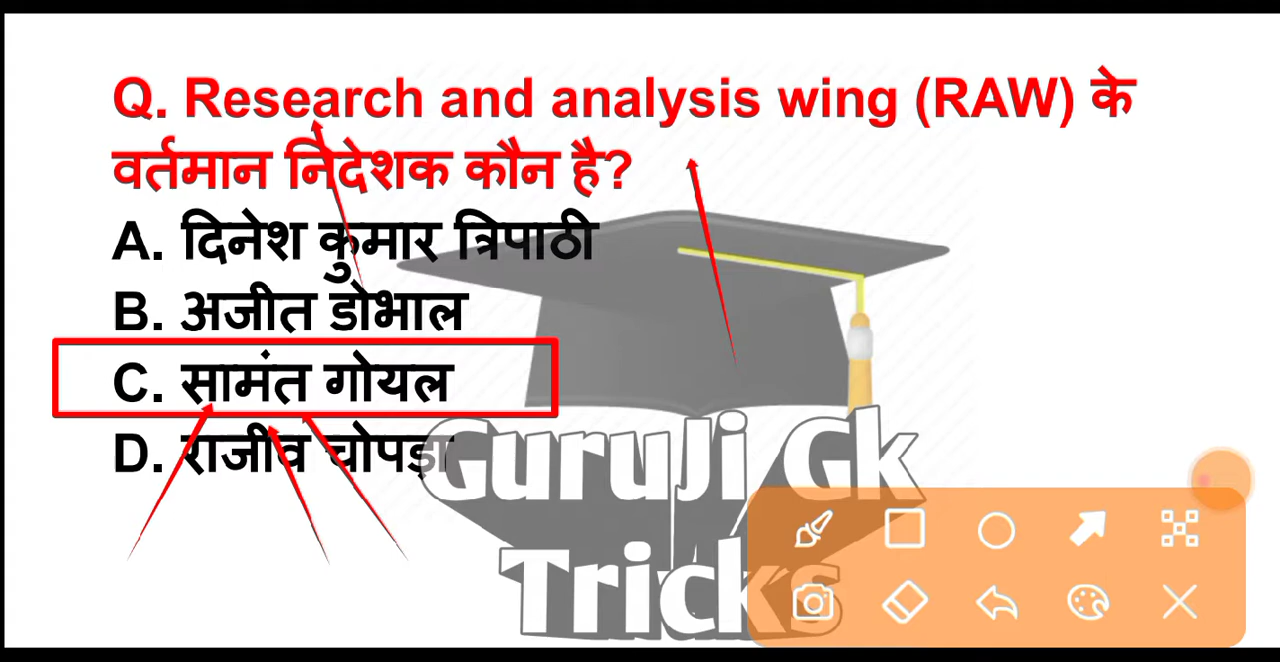 Q. Research and analysis wing (RAW) के
वर्तमान निदेशक कौन है?
A. दिनेश कुमार त्रिपाठी
B. अजीत डोभाल
C. सामंत गोयल
D. राजीव चोपड़ा
GuruJi Gk
Tricks